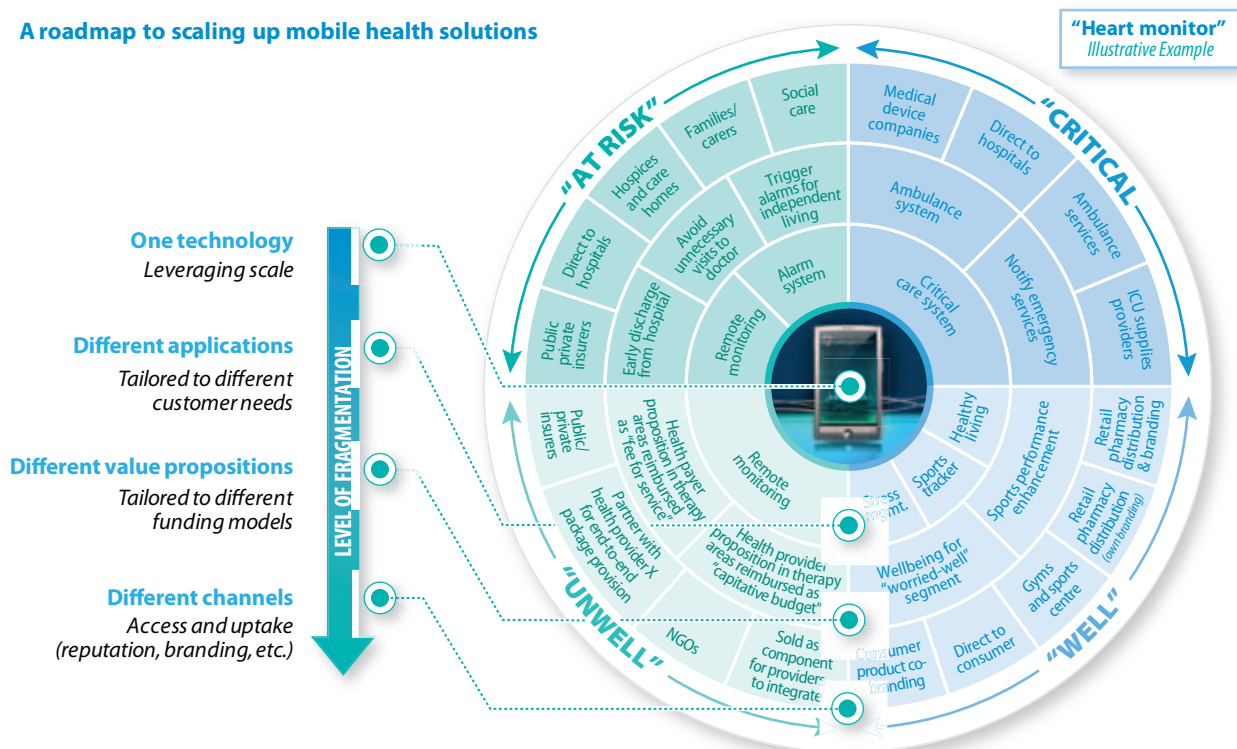 A roadmap to scaling up mobile health solutions
“Heart monitor”
Illustrative Example
One technology
Leveraging scale
Different applications
Tailored to different
customer needs
Different value propositions
Tailored to different
funding models
Different channels
Access and uptake
(reputation, branding, etc.)
LEVEL OF FRAGMENTATION
“AT RISK”
Public
private
insurers
Direct to
hospitals
Hospices
and care
homes
Families/
carers
Social
care
Early discharge
from hospital
Avoid
unnecessary
visits to
doctor
Trigger
alarms for
independent
living
Remote
monitoring
Alarm
system
“CRITICAL
Medical
device
companies
Direct to
hospitals
Ambulance
services
ICU supplies
providers
Ambulance
system
Notify emergency
services
Critical
care system
“UNWELL”
Public/
private
insurers
Partner with
health provider X
for end-to-end
package provision
NGOs
Sold as
component
for providers
to integrate
Health payer
proposition in therapy
areas reimbursed
as “fee for service”
Health provider
proposition in therapy
areas reimbursed as
“capitative budget”
Remote
monitoring
“WELL”
Healthy
living
Sports
tracker
Stress
mgmt.
Sports performance
enhancement
Wellbeing for
“worried-well”
segment
Retail
pharmacy
distribution
& branding
Retail
pharmacy
distribution
(own branding)
Gyms
and sports
centre
Direct to
consumer
Consumer
product co-
branding